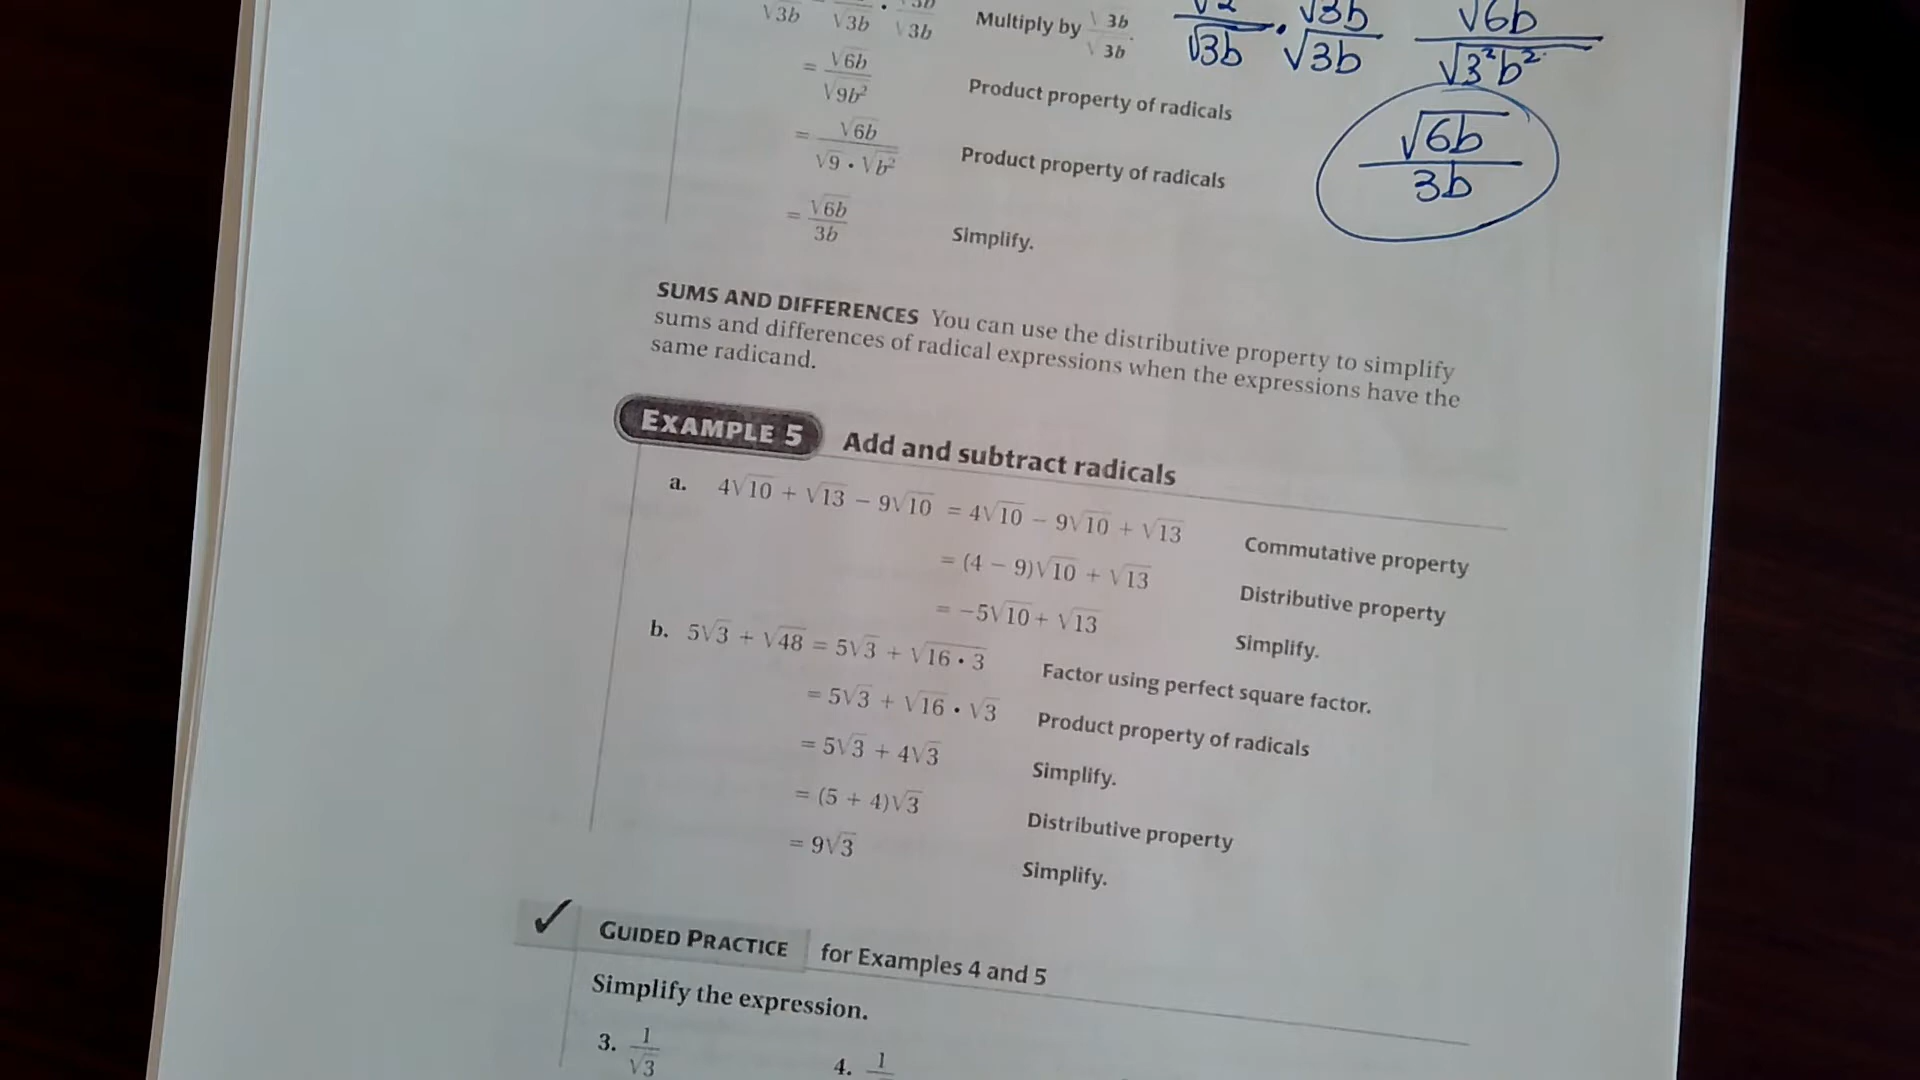 √3b √3b √3b Multiply by √3b/√3b. √2/√3b · √3b/√3b √6b/√3²b²
= √6b/√9b² Product property of radicals
= √6b/(√9 · √b²) Product property of radicals √6b/3b
= √6b/3b Simplify.
SUMS AND DIFFERENCES You can use the distributive property to simplify
sums and differences of radical expressions when the expressions have the
same radicand.
EXAMPLE 5 Add and subtract radicals
a. 4√10 + √13 − 9√10 = 4√10 − 9√10 + √13 Commutative property
= (4 − 9)√10 + √13 Distributive property
= −5√10 + √13 Simplify.
b. 5√3 + √48 = 5√3 + √16 • 3 Factor using perfect square factor.
= 5√3 + √16 • √3 Product property of radicals
= 5√3 + 4√3 Simplify.
= (5 + 4)√3 Distributive property
= 9√3 Simplify.
✓ GUIDED PRACTICE for Examples 4 and 5
Simplify the expression.
3. 1/√3 4. 1